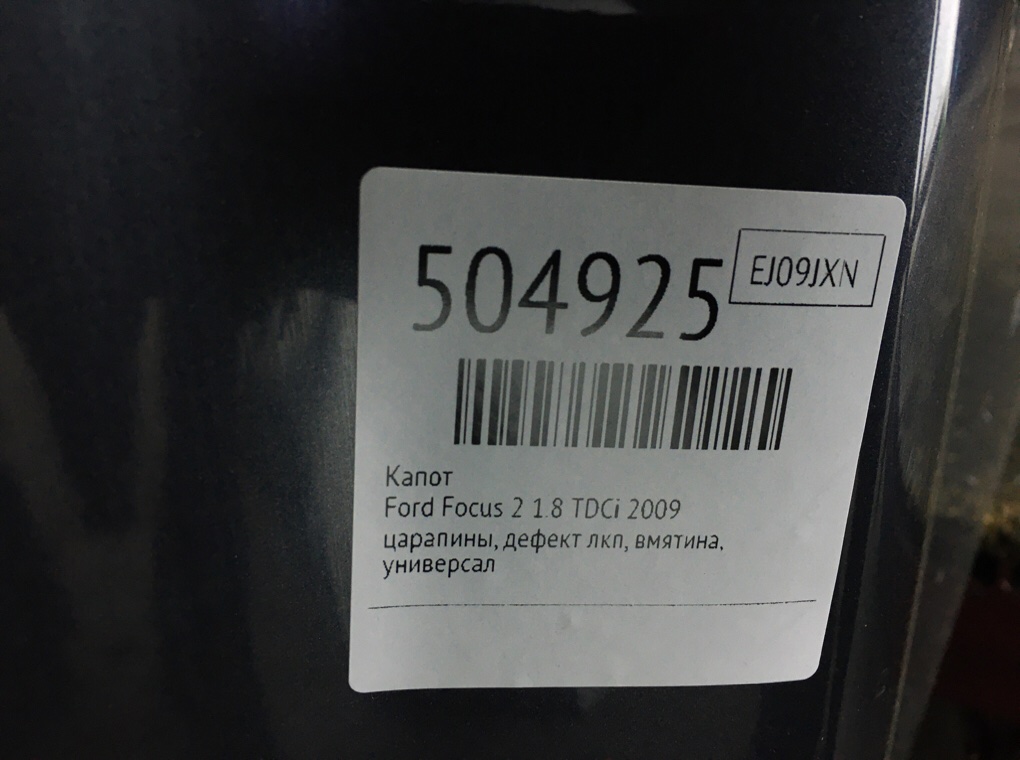 504925
EJ09JXN
Капот
Ford Focus 2 1.8 TDCi 2009
царапины, дефект лкп, вмятина,
универсал